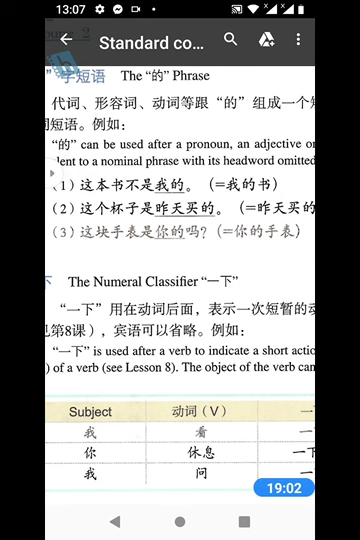 13:07
Standard co...
"的"字短语 The "的" Phrase
代词、形容词、动词等跟“的”组成一个
词短语。例如：
"的" can be used after a pronoun, an adjective or
lent to a nominal phrase with its headword omitted
（1）这本书不是我的。（=我的书）
（2）这个杯子是昨天买的。（=昨天买的
（3）这块手表是你的吗？（=你的手表）
下 The Numeral Classifier "一下"
“一下”用在动词后面，表示一次短暂的动
见第8课），宾语可以省略。例如：
"一下" is used after a verb to indicate a short actio
) of a verb (see Lesson 8). The object of the verb can
Subject 动词（V） 一
我 看 一
你 休息 一下
我 问 一
19:02